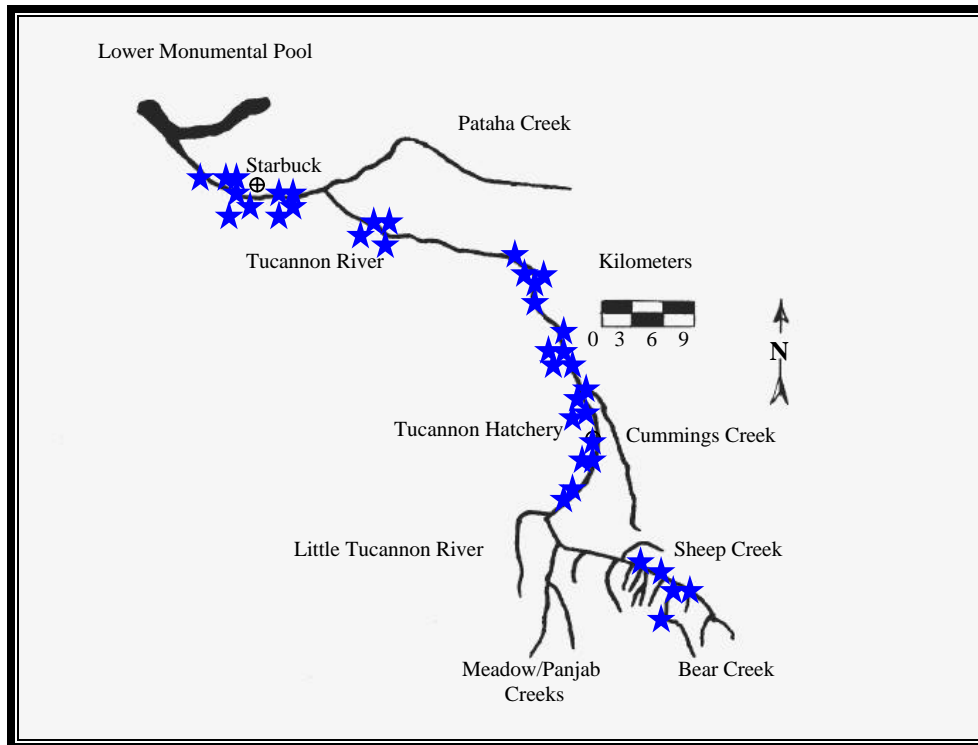 Lower Monumental Pool
Pataha Creek
Starbuck
Tucannon River
Kilometers
0 3 6 9
N
Tucannon Hatchery
Cummings Creek
Little Tucannon River
Sheep Creek
Meadow/Panjab
Creeks
Bear Creek